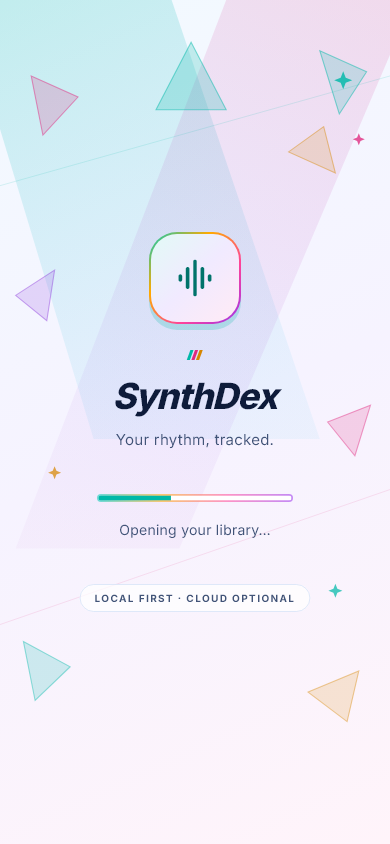 SynthDex
Your rhythm, tracked.
Opening your library...
LOCAL FIRST · CLOUD OPTIONAL